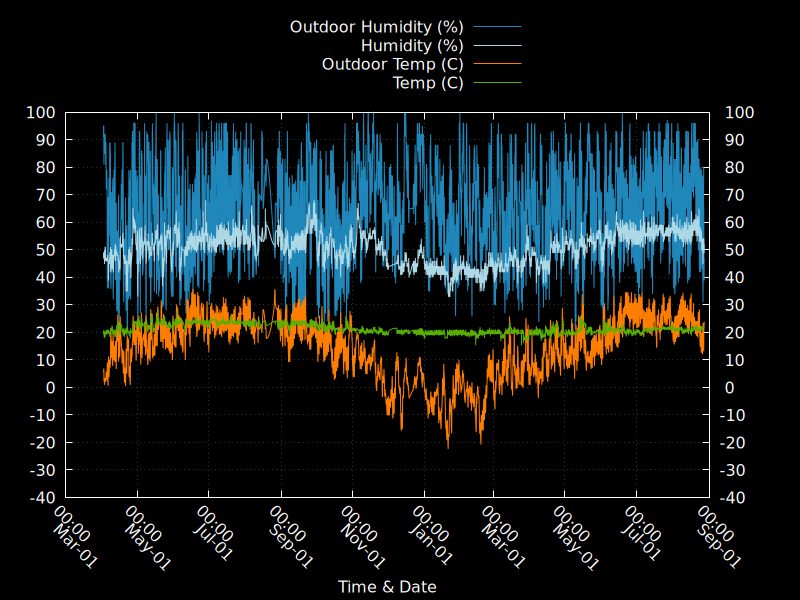 Outdoor Humidity (%)
Humidity (%)
Outdoor Temp (C)
Temp (C)
100 100
90 90
80 80
70 70
60 60
50 50
40 40
30 30
20 20
10 10
0 0
-10 -10
-20 -20
-30 -30
-40 -40
00:00 00:00 00:00 00:00 00:00 00:00 00:00 00:00 00:00 00:00
Mar-01 May-01 Jul-01 Sep-01 Nov-01 Jan-01 Mar-01 May-01 Jul-01 Sep-01
Time & Date